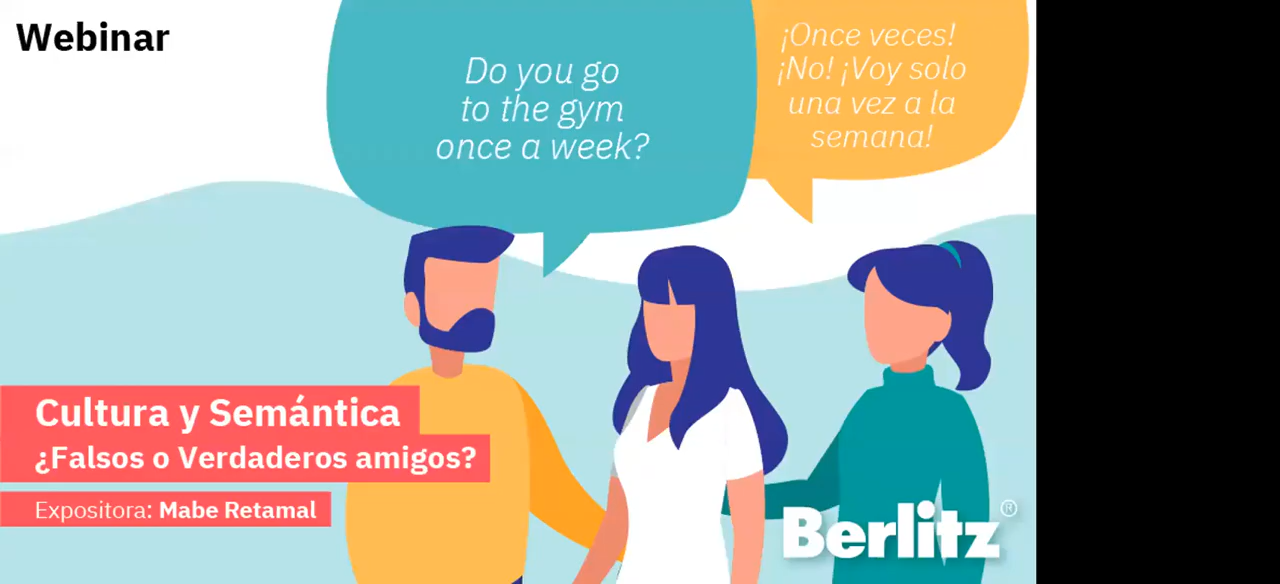 Webinar
Do you go
to the gym
once a week?
¡Once veces!
¡No! ¡Voy solo
una vez a la
semana!
Cultura y Semántica
¿Falsos o Verdaderos amigos?
Expositora: Mabe Retamal
Berlitz®